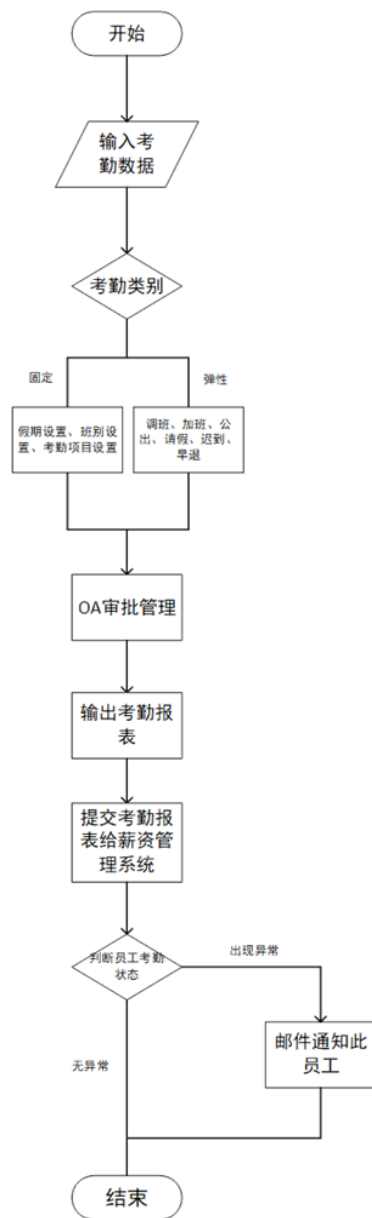 开始
输入考
勤数据
考勤类别
固定
弹性
假期设置、班别设
置、考勤项目设置
调班、加班、公
出、请假、迟到、
早退
OA审批管理
输出考勤报
表
提交考勤报
表给薪资管
理系统
判断员工考勤
状态
出现异常
邮件通知此
员工
无异常
结束